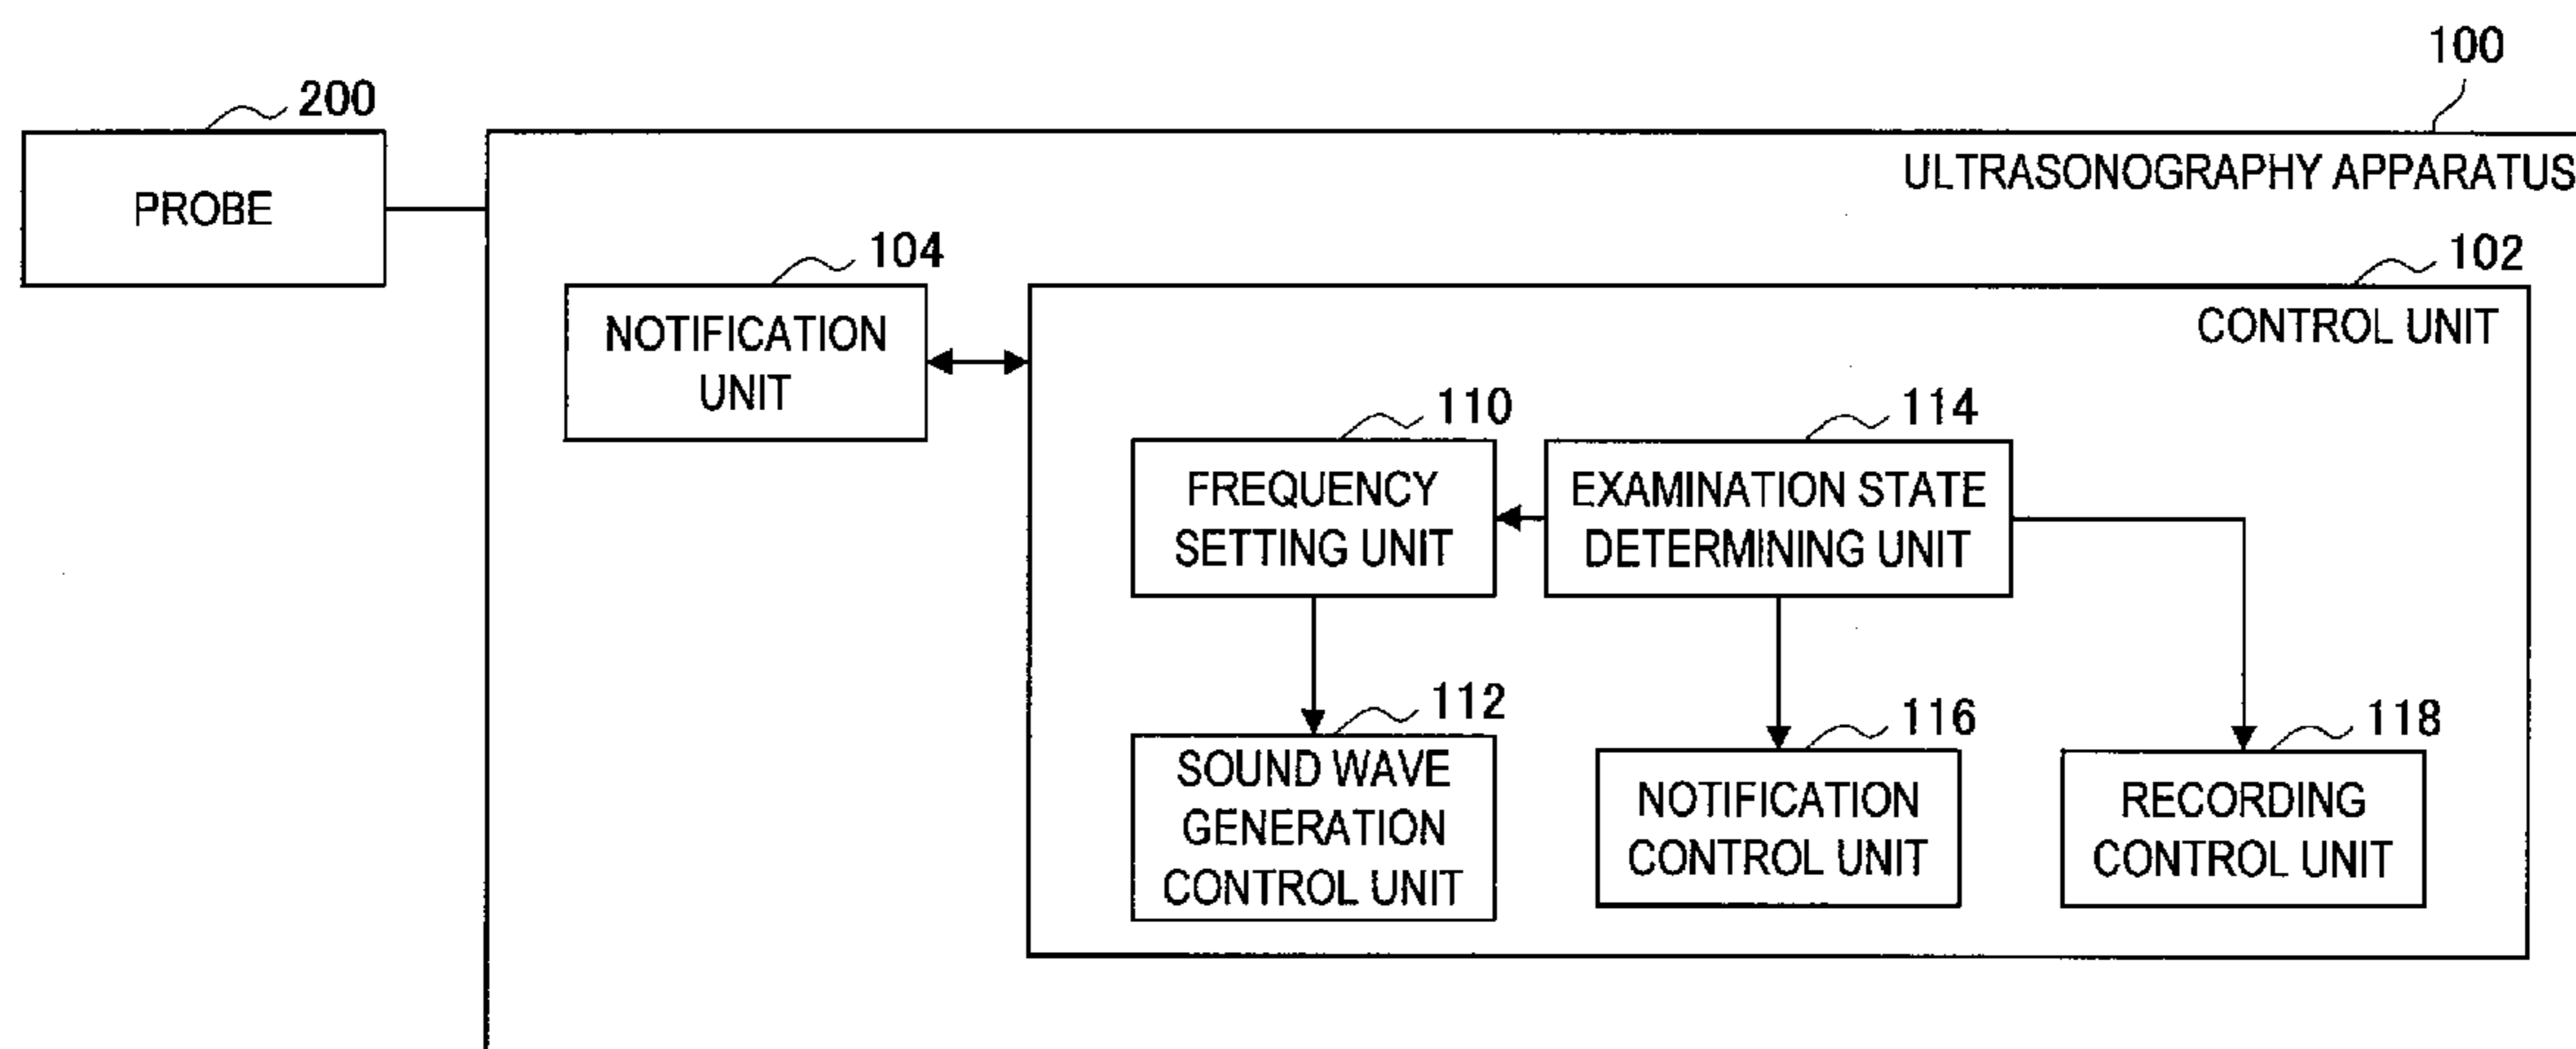 100
200
ULTRASONOGRAPHY APPARATUS
PROBE
104
102
NOTIFICATION
UNIT
CONTROL UNIT
110
114
FREQUENCY
SETTING UNIT
EXAMINATION STATE
DETERMINING UNIT
112
116
118
SOUND WAVE
GENERATION
CONTROL UNIT
NOTIFICATION
CONTROL UNIT
RECORDING
CONTROL UNIT